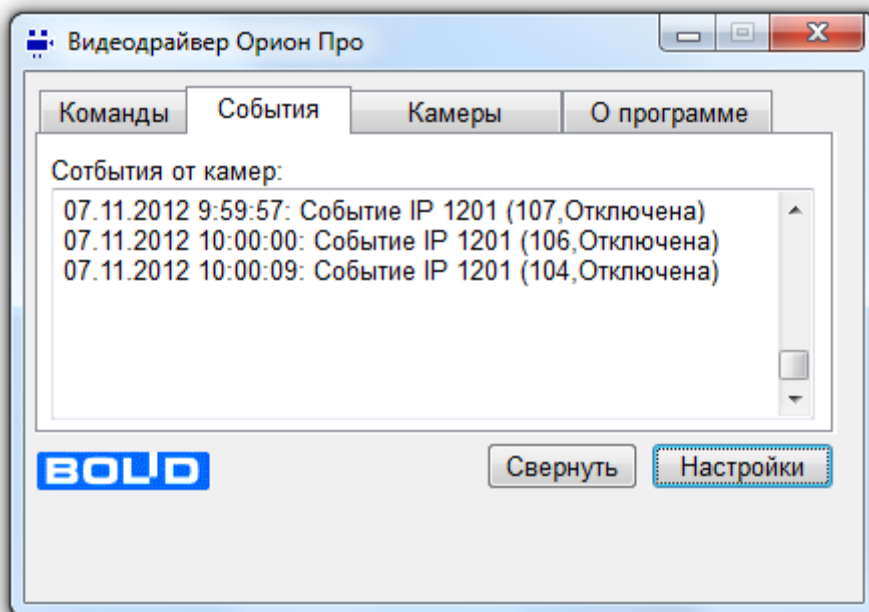 Видеодрайвер Орион Про
Команды События Камеры О программе
Сотбытия от камер:
07.11.2012 9:59:57: Событие IP 1201 (107,Отключена)
07.11.2012 10:00:00: Событие IP 1201 (106,Отключена)
07.11.2012 10:00:09: Событие IP 1201 (104,Отключена)
BOLID Свернуть Настройки